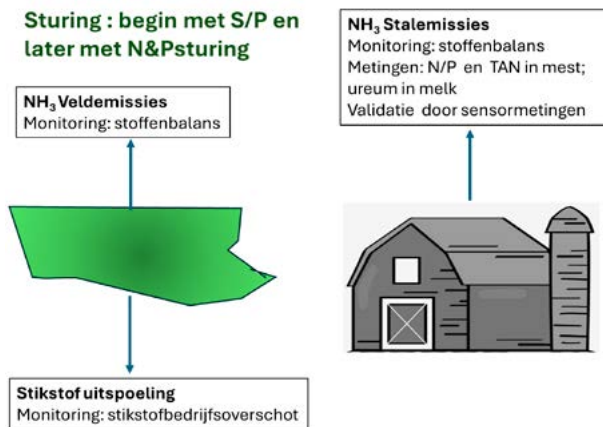 Sturing : begin met S/P en
later met N&Psturing
NH₃ Veldemissies
Monitoring: stoffenbalans
NH₃ Stalemissies
Monitoring: stoffenbalans
Metingen: N/P en TAN in mest;
ureum in melk
Validatie door sensormetingen
Stikstof uitspoeling
Monitoring: stikstofbedrijfsoverschot